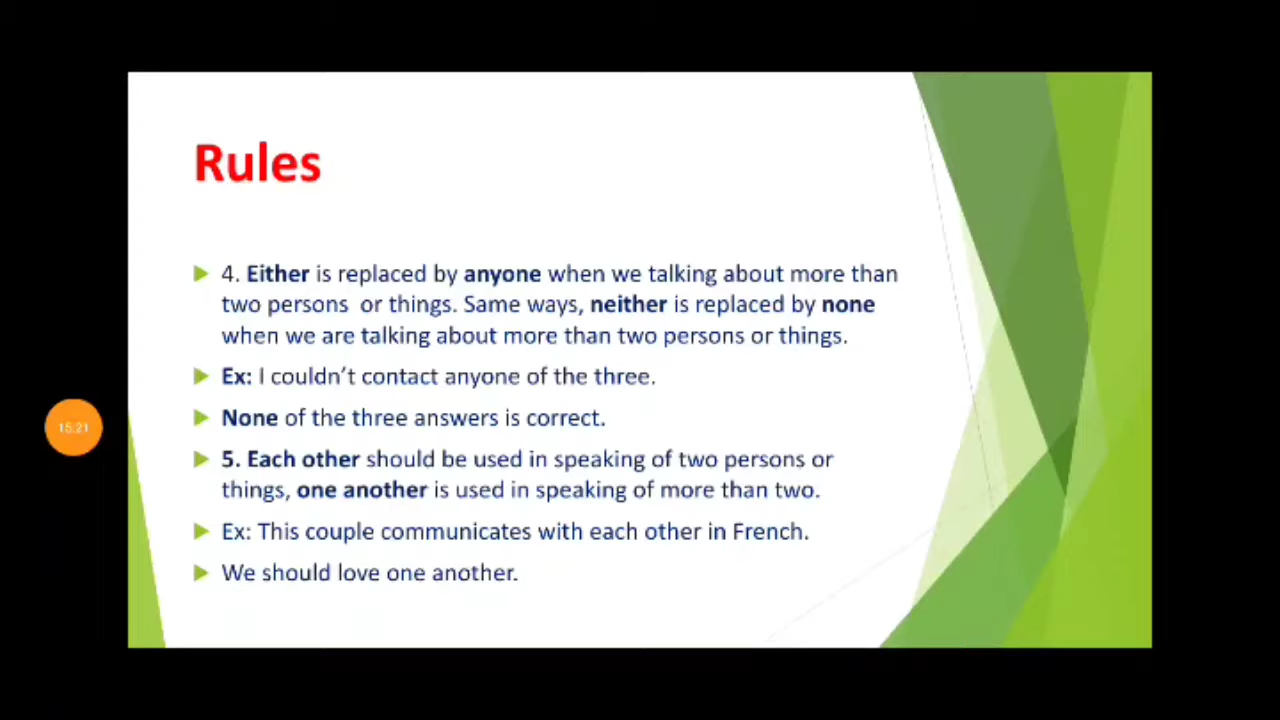 Rules
4. Either is replaced by anyone when we talking about more than
two persons or things. Same ways, neither is replaced by none
when we are talking about more than two persons or things.
Ex: I couldn't contact anyone of the three.
None of the three answers is correct.
15:21
5. Each other should be used in speaking of two persons or
things, one another is used in speaking of more than two.
Ex: This couple communicates with each other in French.
We should love one another.